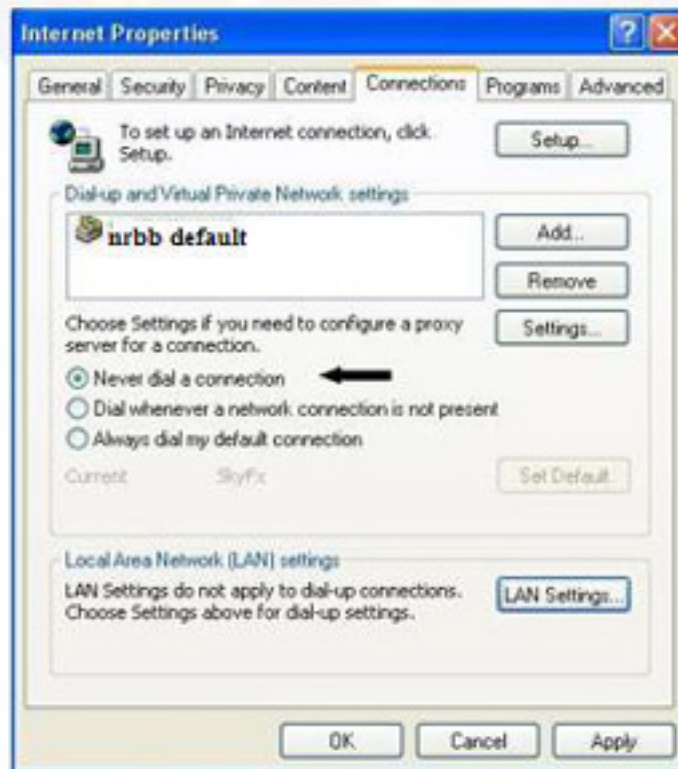 Internet Properties
?
General Security Privacy Content Connections Programs Advanced
To set up an Internet connection, click
Setup.
Setup...
Dial-up and Virtual Private Network settings
nrbb default
Add...
Remove
Choose Settings if you need to configure a proxy
server for a connection.
Settings...
Never dial a connection
Dial whenever a network connection is not present
Always dial my default connection
Current SkyFx Set Default
Local Area Network (LAN) settings
LAN Settings do not apply to dial-up connections.
Choose Settings above for dial-up settings.
LAN Settings...
OK Cancel Apply